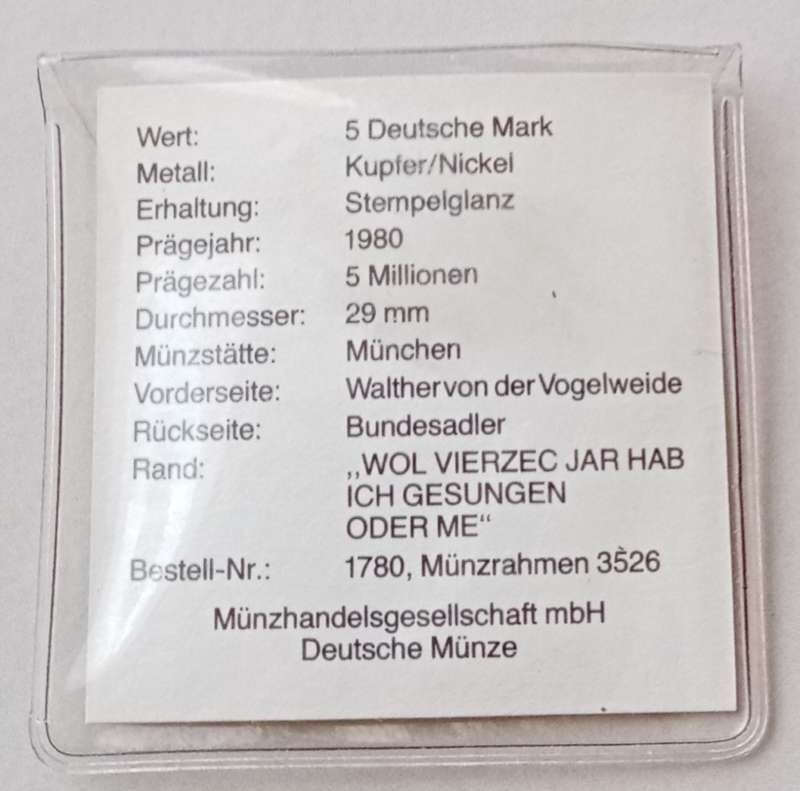 Wert: 5 Deutsche Mark
Metall: Kupfer/Nickel
Erhaltung: Stempelglanz
Prägejahr: 1980
Prägezahl: 5 Millionen
Durchmesser: 29 mm
Münzstätte: München
Vorderseite: Walther von der Vogelweide
Rückseite: Bundesadler
Rand: „WOL VIERZEC JAR HAB
ICH GESUNGEN
ODER ME“
Bestell-Nr.: 1780, Münzrahmen 3526
Münzhandelsgesellschaft mbH
Deutsche Münze